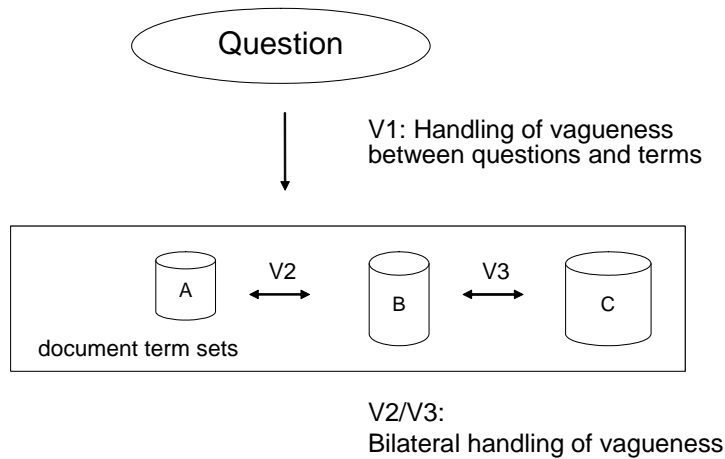 Question
V1: Handling of vagueness
between questions and terms
A
V2
B
V3
C
document term sets
V2/V3:
Bilateral handling of vagueness